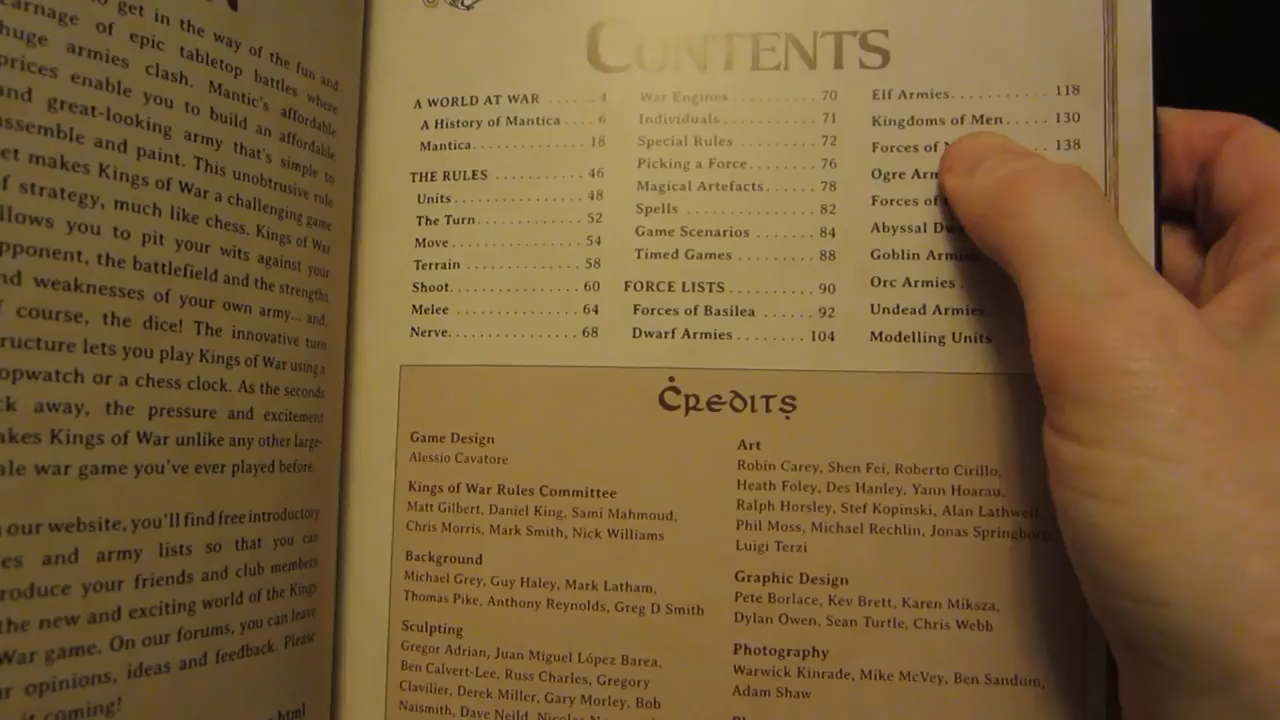 to get in the way of the fun and
carnage of epic tabletop battles where
huge armies clash. Mantic's affordable
prices enable you to build an affordable
and great-looking army that's simple to
assemble and paint. This unobtrusive rule
set makes Kings of War a challenging game
of strategy, much like chess. Kings of War
allows you to pit your wits against your
opponent, the battlefield and the strengths
and weaknesses of your own army... and,
of course, the dice! The innovative turn
structure lets you play Kings of War using a
stopwatch or a chess clock. As the seconds
tick away, the pressure and excitement
makes Kings of War unlike any other large-
scale war game you've ever played before.
our website, you'll find free introductory
and army lists so that you can
introduce your friends and club members
the new and exciting world of the Kings
War game. On our forums, you can leave
opinions, ideas and feedback. Please
it coming!
html
CONTENTS
A WORLD AT WAR ...... 4
A History of Mantica .... 6
Mantica ............... 18
THE RULES ............ 46
Units ................. 48
The Turn .............. 52
Move .................. 54
Terrain ............... 58
Shoot ................. 60
Melee ................. 64
Nerve ................. 68
War Engines ........... 70
Individuals ........... 71
Special Rules ......... 72
Picking a Force ....... 76
Magical Artefacts ..... 78
Spells ................ 82
Game Scenarios ........ 84
Timed Games ........... 88
FORCE LISTS ........... 90
Forces of Basilea ..... 92
Dwarf Armies .......... 104
Elf Armies ............ 118
Kingdoms of Men ....... 130
Forces of ... 138
Ogre
Forces of
Abyssal
Goblin
Orc Armies .
Undead Armies
Modelling Units
CREDITS
Game Design
Alessio Cavatore
Kings of War Rules Committee
Matt Gilbert, Daniel King, Sami Mahmoud,
Chris Morris, Mark Smith, Nick Williams
Background
Michael Grey, Guy Haley, Mark Latham,
Thomas Pike, Anthony Reynolds, Greg D Smith
Sculpting
Gregor Adrian, Juan Miguel López Barea,
Ben Calvert-Lee, Russ Charles, Gregory
Clavilier, Derek Miller, Gary Morley, Bob
Naismith, Dave Neild,
Art
Robin Carey, Shen Fei, Roberto Cirillo,
Heath Foley, Des Hanley, Yann Hoarau,
Ralph Horsley, Stef Kopinski, Alan Lathwell,
Phil Moss, Michael Rechlin, Jonas
Luigi Terzi
Graphic Design
Pete Borlace, Kev Brett, Karen Miksza,
Dylan Owen, Sean Turtle, Chris Webb
Photography
Warwick Kinrade, Mike McVey, Ben Sandum,
Adam Shaw